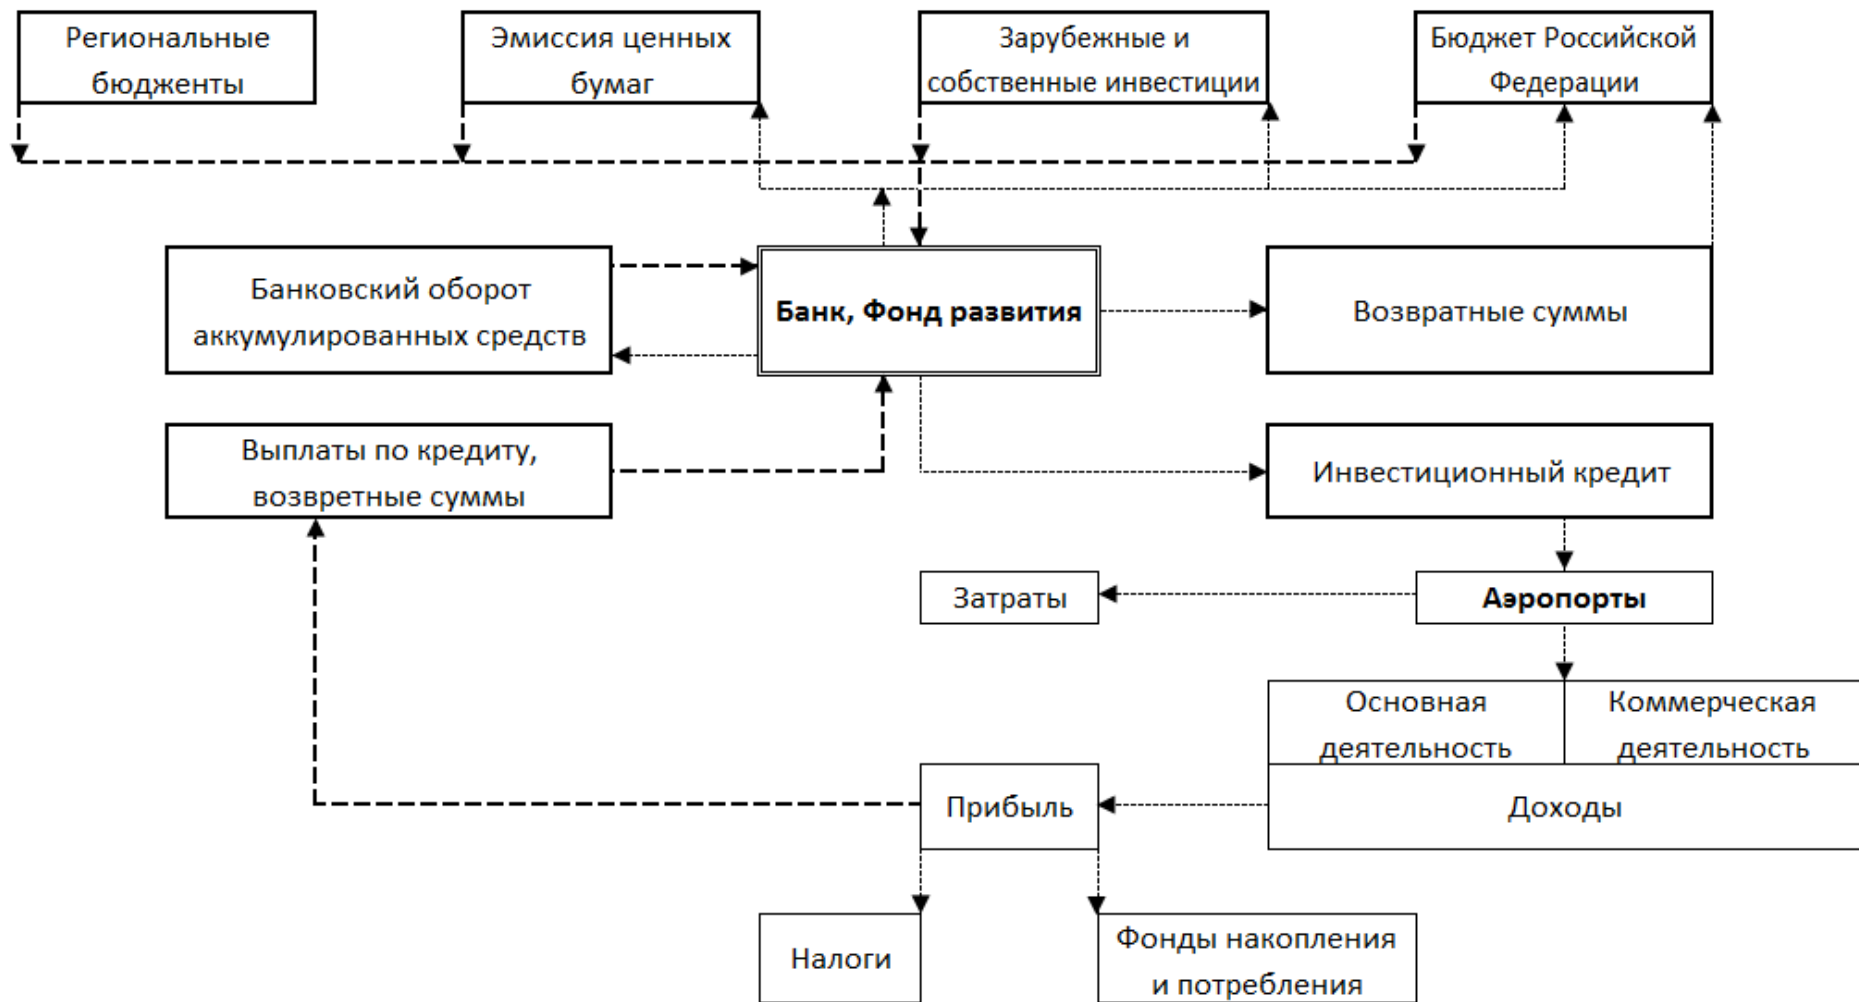 Региональные
бюдженты
Эмиссия ценных
бумаг
Зарубежные и
собственные инвестиции
Бюджет Российской
Федерации
Банковский оборот
аккумулированных средств
Банк, Фонд развития
Возвратные суммы
Выплаты по кредиту,
возвретные суммы
Инвестиционный кредит
Затраты
Аэропорты
Основная
деятельность
Коммерческая
деятельность
Прибыль
Доходы
Налоги
Фонды накопления
и потребления